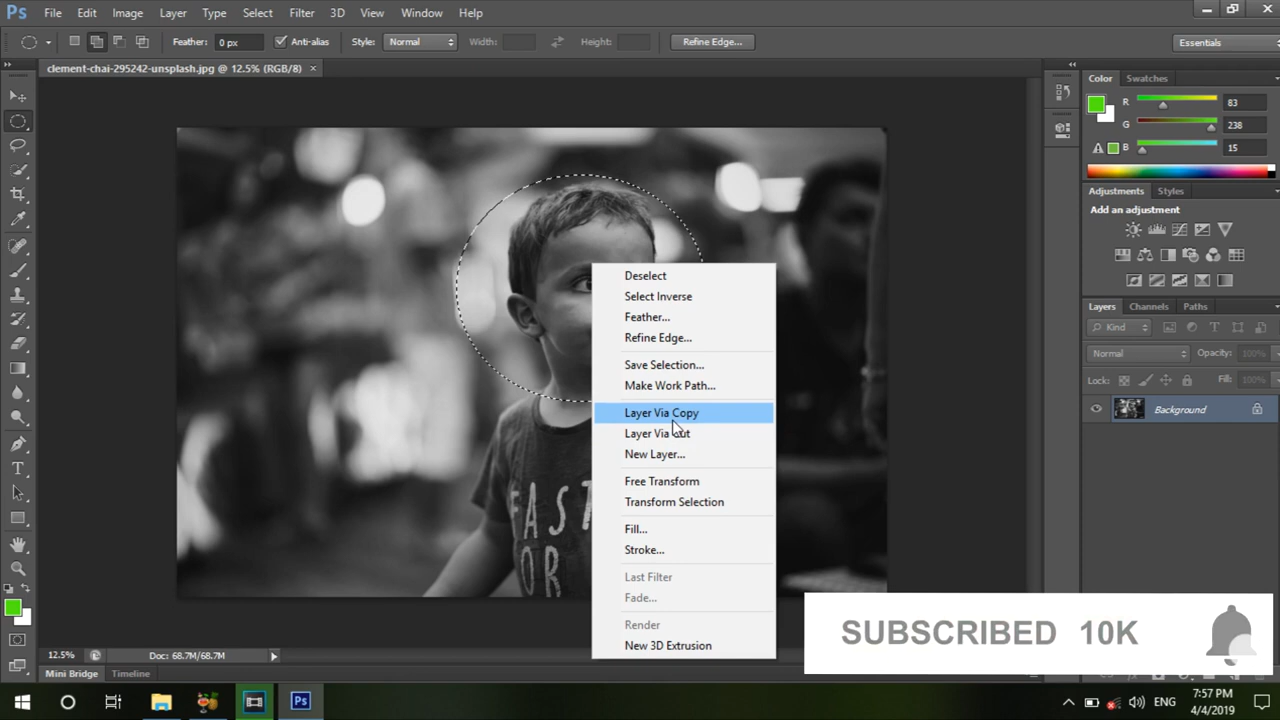 Ps File Edit Image Layer Type Select Filter 3D View Window Help
Feather: 0 px Anti-alias Style: Normal Width: Height: Refine Edge... Essentials
clement-chai-295242-unsplash.jpg @ 12.5% (RGB/8) ×
Color Swatches
R 83
G 238
B 15
Adjustments Styles
Add an adjustment
Layers Channels Paths
Kind
Normal Opacity: 100%
Lock: Fill: 100%
Background
Deselect
Select Inverse
Feather...
Refine Edge...
Save Selection...
Make Work Path...
Layer Via Copy
Layer Via Cut
New Layer...
Free Transform
Transform Selection
Fill...
Stroke...
Last Filter
Fade...
Render
New 3D Extrusion
FAST
OR
SUBSCRIBED 10K
12.5% Doc: 68.7M/68.7M
Mini Bridge Timeline
Ps ENG 7:57 PM
4/4/2019